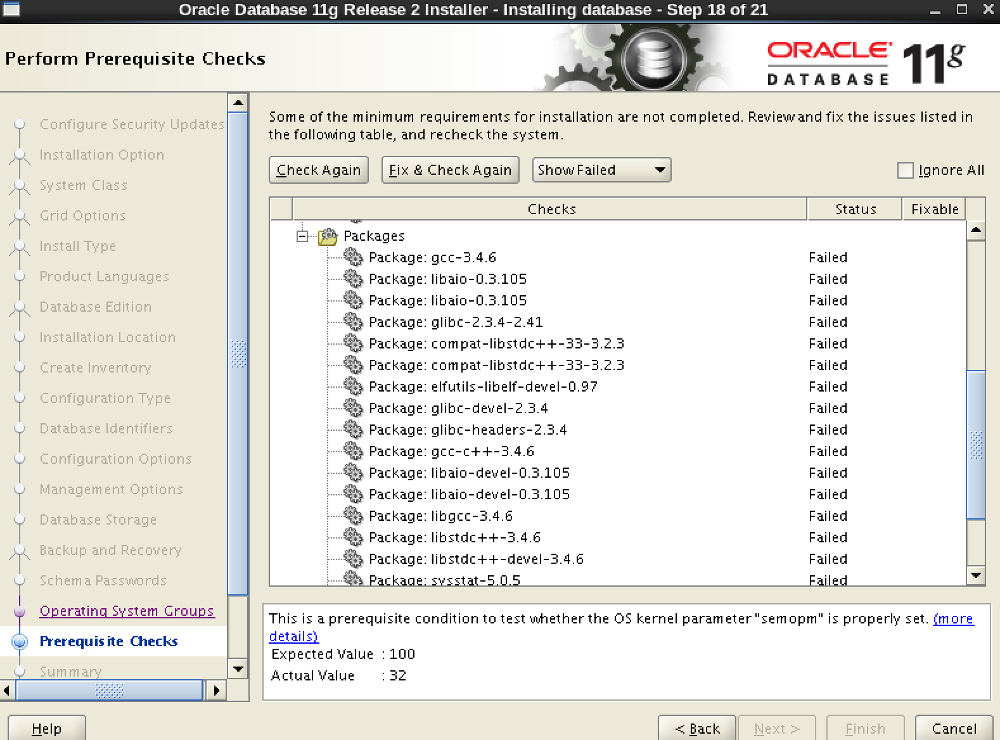 Oracle Database 11g Release 2 Installer - Installing database - Step 18 of 21
Perform Prerequisite Checks
ORACLE
DATABASE 11g
Configure Security Updates
Installation Option
System Class
Grid Options
Install Type
Product Languages
Database Edition
Installation Location
Create Inventory
Configuration Type
Database Identifiers
Configuration Options
Management Options
Database Storage
Backup and Recovery
Schema Passwords
Operating System Groups
Prerequisite Checks
Summary
Some of the minimum requirements for installation are not completed. Review and fix the issues listed in
the following table, and recheck the system.
Check Again Fix & Check Again Show Failed Ignore All
Checks Status Fixable
Packages
Package: gcc-3.4.6 Failed
Package: libaio-0.3.105 Failed
Package: libaio-0.3.105 Failed
Package: glibc-2.3.4-2.41 Failed
Package: compat-libstdc++-33-3.2.3 Failed
Package: compat-libstdc++-33-3.2.3 Failed
Package: elfutils-libelf-devel-0.97 Failed
Package: glibc-devel-2.3.4 Failed
Package: glibc-headers-2.3.4 Failed
Package: gcc-c++-3.4.6 Failed
Package: libaio-devel-0.3.105 Failed
Package: libaio-devel-0.3.105 Failed
Package: libgcc-3.4.6 Failed
Package: libstdc++-3.4.6 Failed
Package: libstdc++-devel-3.4.6 Failed
Package: sysstat-5.0.5 Failed
This is a prerequisite condition to test whether the OS kernel parameter "semopm" is properly set. (more
details)
Expected Value : 100
Actual Value : 32
Help < Back Next > Finish Cancel